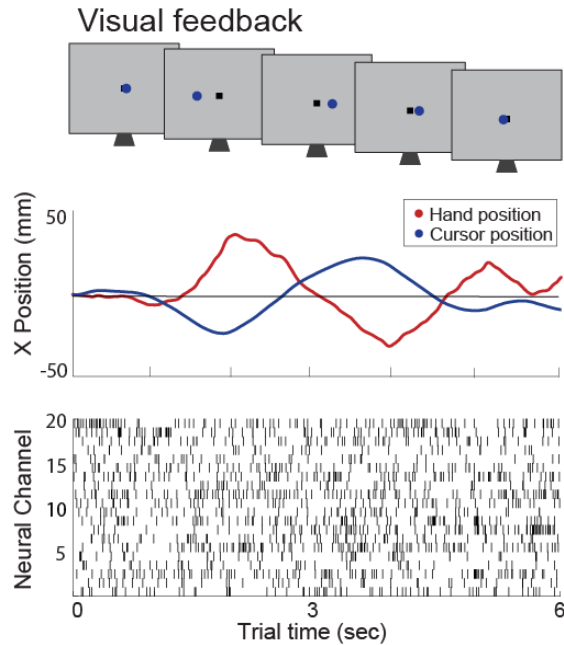 Visual feedback
50
Hand position
Cursor position
X Position (mm)
-50
20
15
10
5
Neural Channel
0 3 6
Trial time (sec)